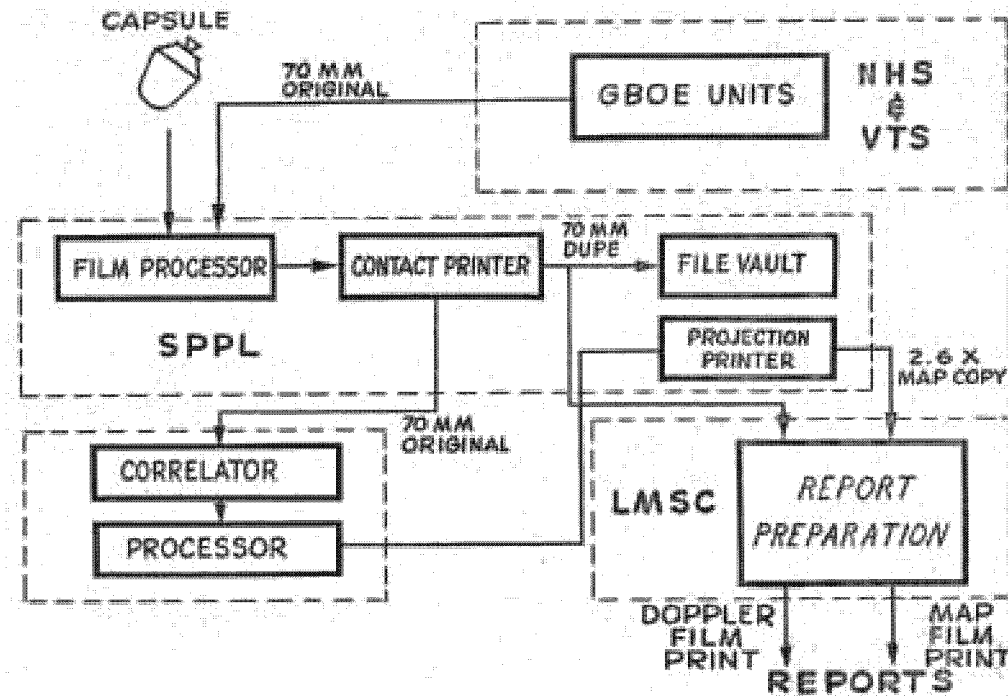 CAPSULE
70 MM
ORIGINAL
GBOE UNITS
NHS
&
VTS
FILM PROCESSOR
CONTACT PRINTER
70 MM
DUPE
FILE VAULT
SPPL
PROJECTION
PRINTER
2.6 X
MAP COPY
70 MM
ORIGINAL
CORRELATOR
PROCESSOR
LMSC
REPORT
PREPARATION
DOPPLER
FILM
PRINT
MAP
FILM
PRINT
REPORTS